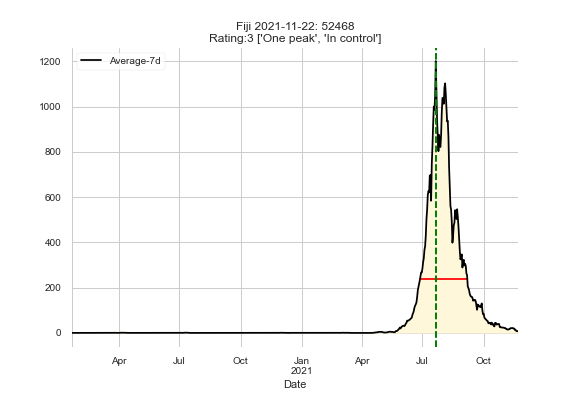 Fiji 2021-11-22: 52468
Rating:3 ['One peak', 'In control']
Average-7d
1200
1000
800
600
400
200
0
Apr Jul Oct Jan Apr Jul Oct
2021
Date